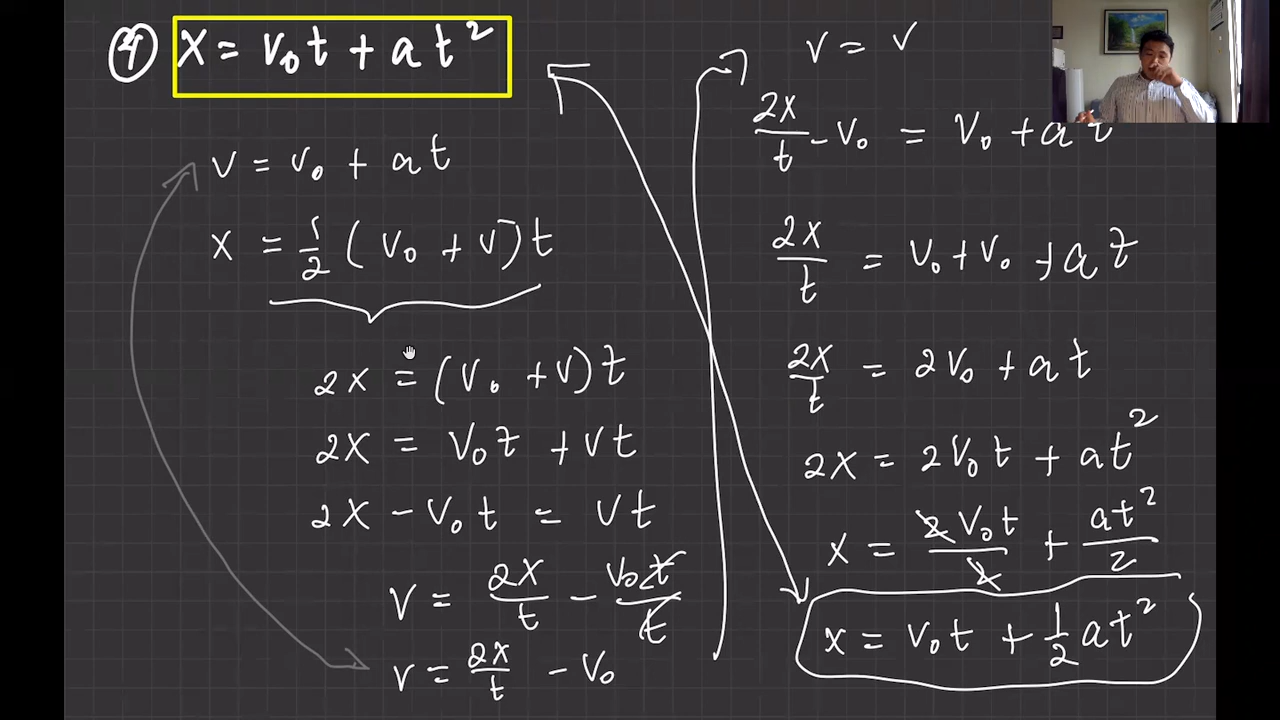 ④ x = v₀t + at²
v = v₀ + at
x = 1/2 (v₀ + v)t
2x = (v₀ + v)t
2x = v₀t + vt
2x - v₀t = vt
v = 2x/t - v₀t/t
v = 2x/t - v₀
v = v
2x/t - v₀ = v₀ + at
2x/t = v₀ + v₀ + at
2x/t = 2v₀ + at
2x = 2v₀t + at²
x = 2v₀t/2 + at²/2
x = v₀t + 1/2 at²